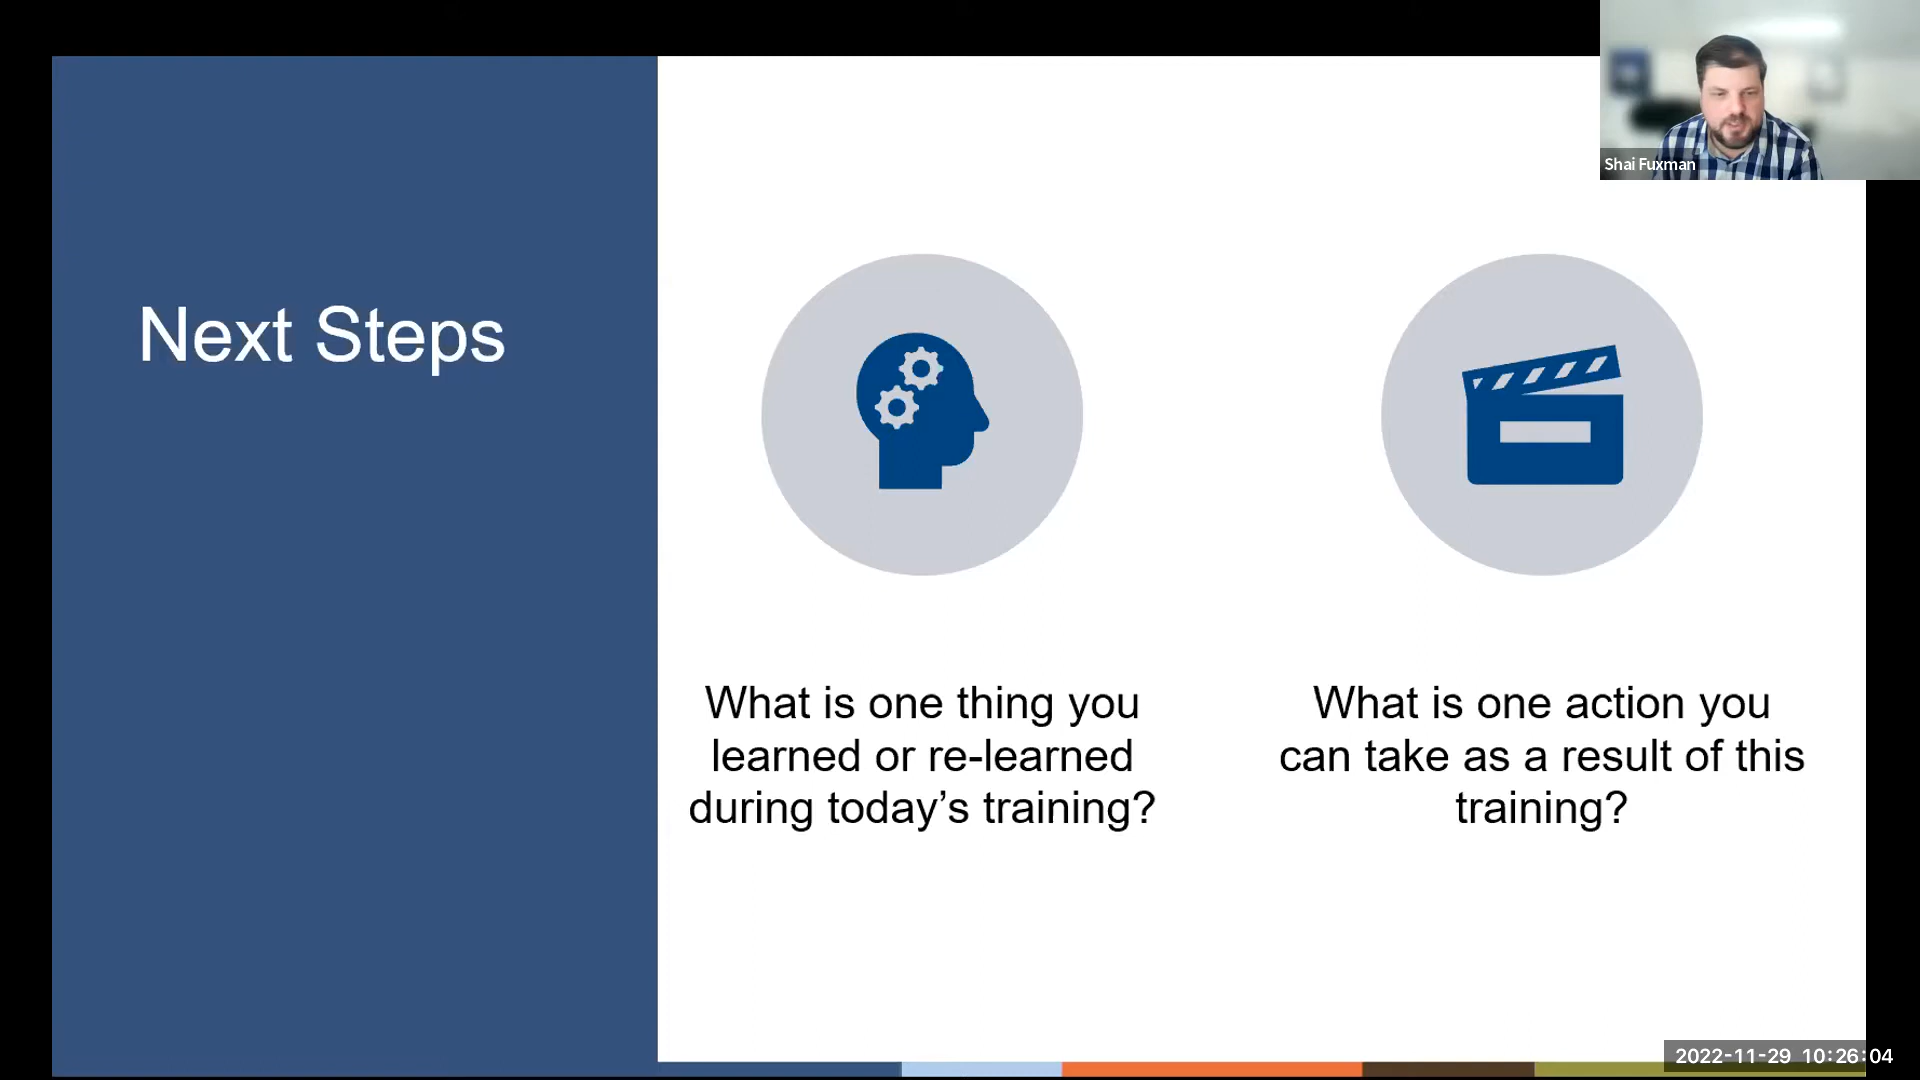 Shai Fuxman
Next Steps
What is one thing you
learned or re-learned
during today’s training?
What is one action you
can take as a result of this
training?
2022-11-29 10:26:04